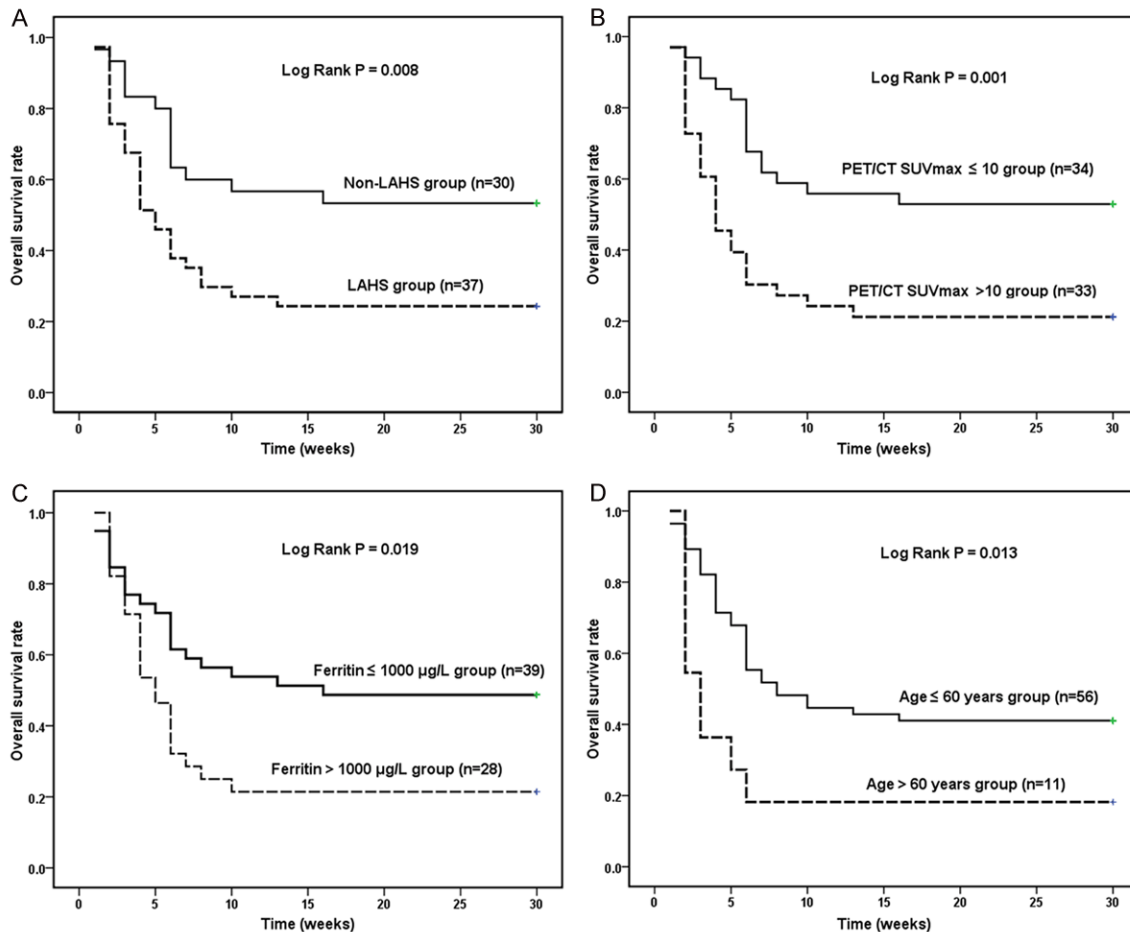 A
1.0
0.8
0.6
0.4
0.2
0.0
Overall survival rate
Log Rank P = 0.008
Non-LAHS group (n=30)
LAHS group (n=37)
0 5 10 15 20 25 30
Time (weeks)
B
1.0
0.8
0.6
0.4
0.2
0.0
Overall survival rate
Log Rank P = 0.001
PET/CT SUVmax ≤ 10 group (n=34)
PET/CT SUVmax >10 group (n=33)
0 5 10 15 20 25 30
Time (weeks)
C
1.0
0.8
0.6
0.4
0.2
0.0
Overall survival rate
Log Rank P = 0.019
Ferritin ≤ 1000 μg/L group (n=39)
Ferritin > 1000 μg/L group (n=28)
0 5 10 15 20 25 30
Time (weeks)
D
1.0
0.8
0.6
0.4
0.2
0.0
Overall survival rate
Log Rank P = 0.013
Age ≤ 60 years group (n=56)
Age > 60 years group (n=11)
0 5 10 15 20 25 30
Time (weeks)